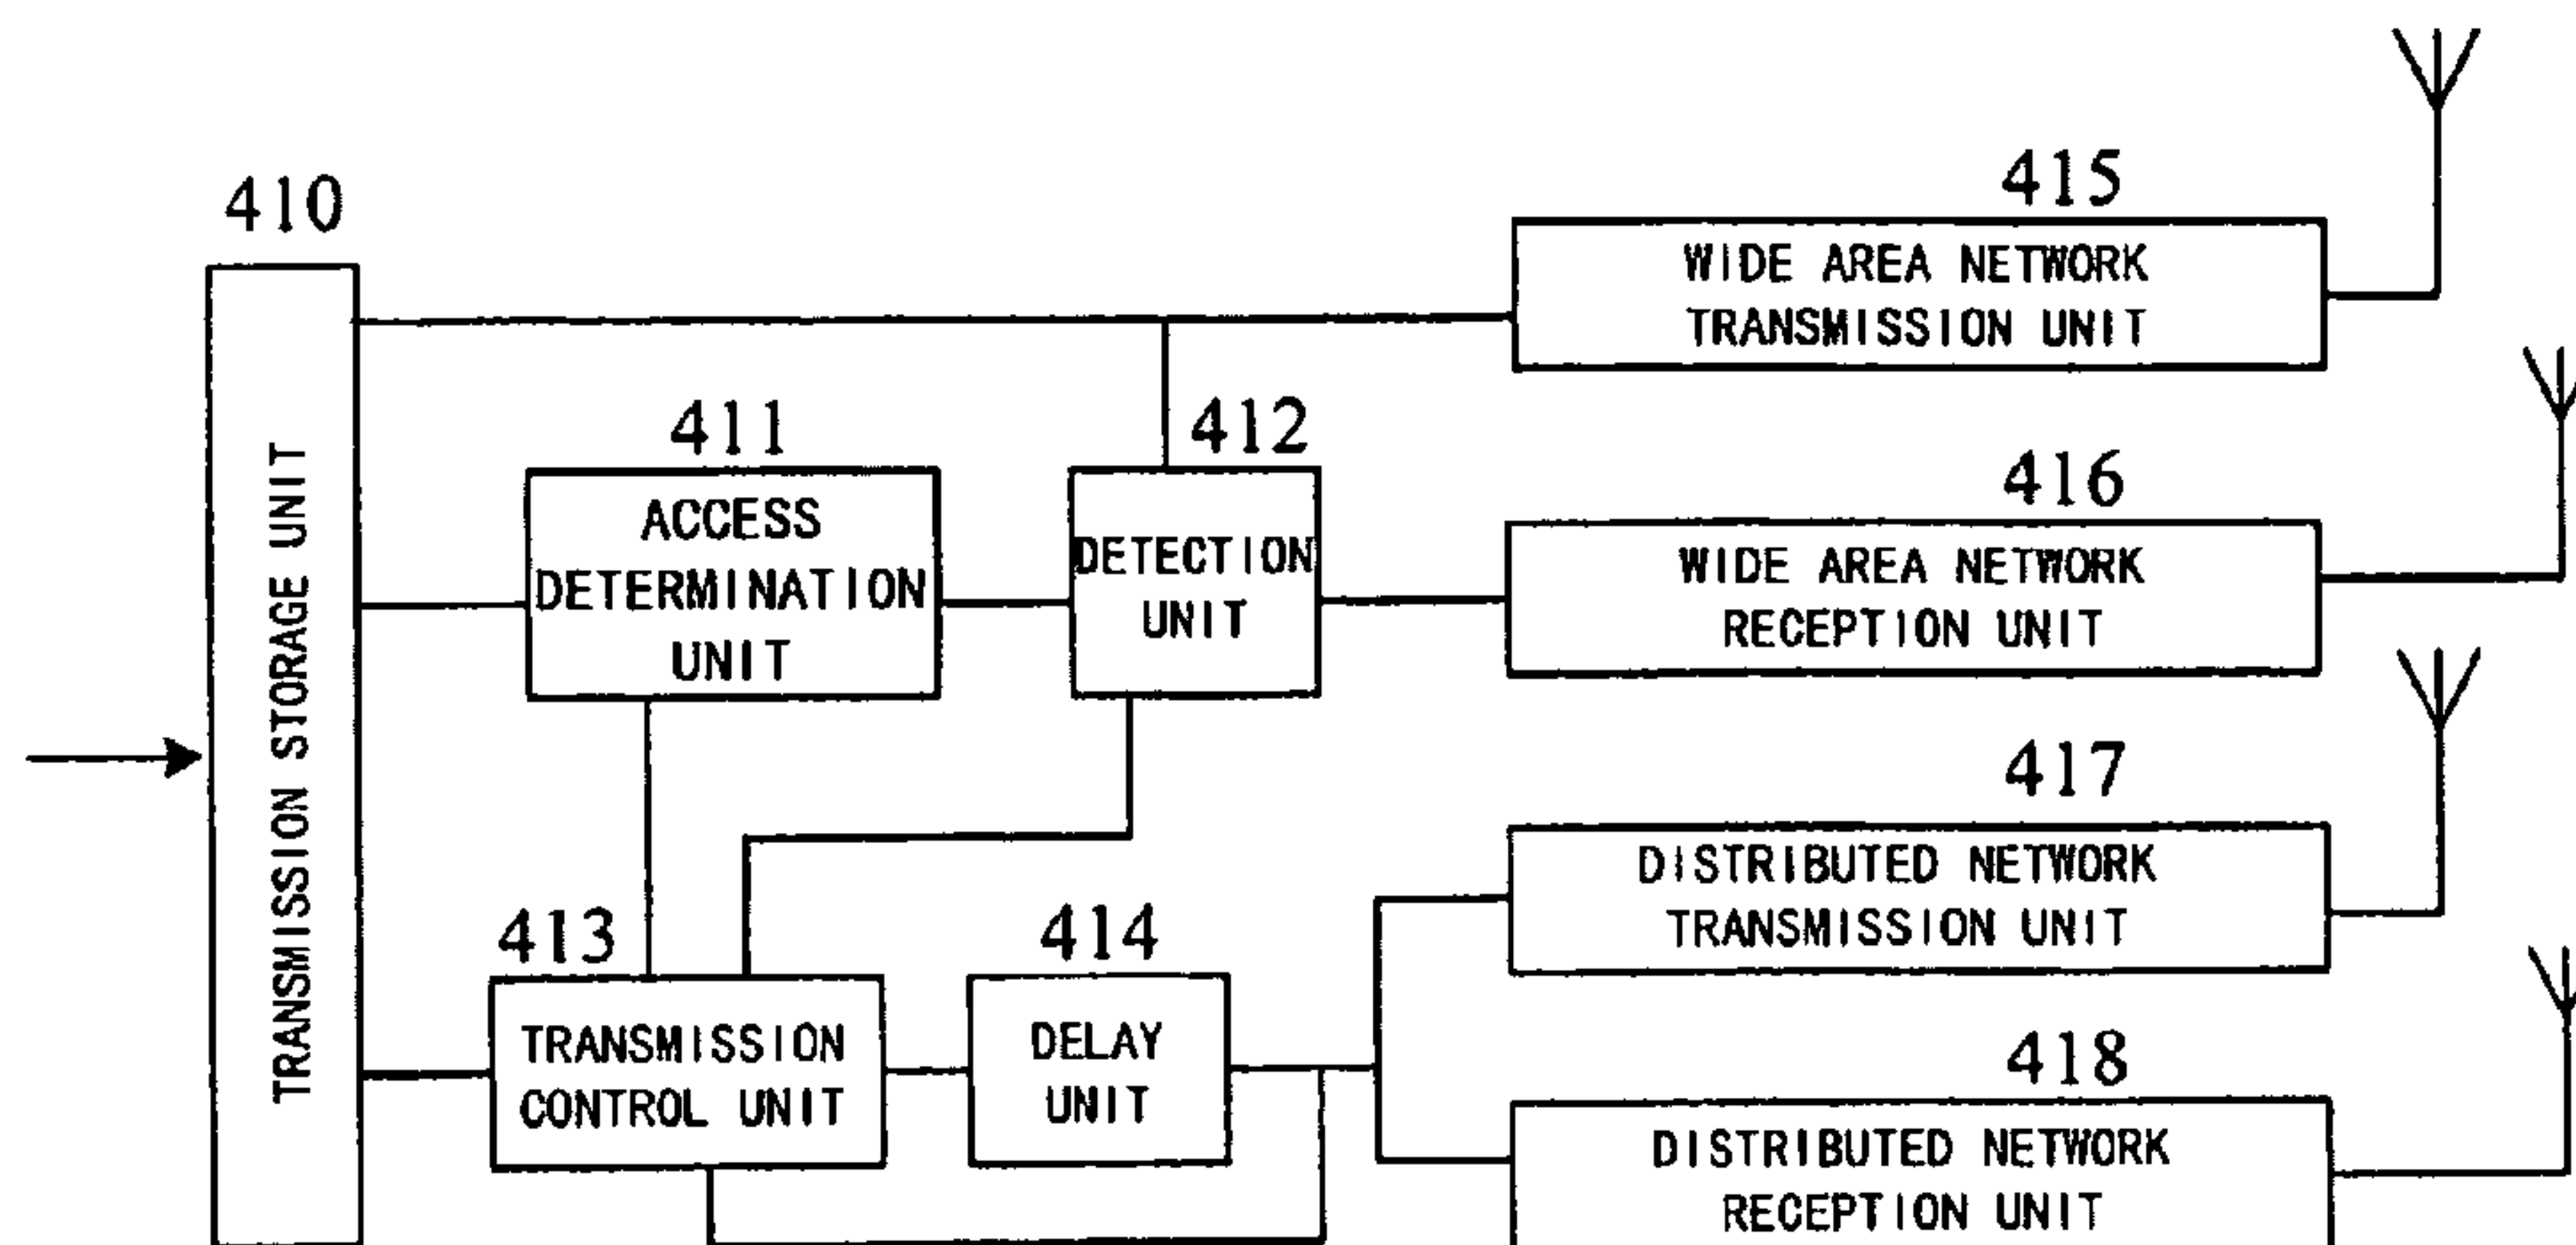 410
TRANSMISSION STORAGE UNIT
411
ACCESS
DETERMINATION
UNIT
412
DETECTION
UNIT
413
TRANSMISSION
CONTROL UNIT
414
DELAY
UNIT
415
WIDE AREA NETWORK
TRANSMISSION UNIT
416
WIDE AREA NETWORK
RECEPTION UNIT
417
DISTRIBUTED NETWORK
TRANSMISSION UNIT
418
DISTRIBUTED NETWORK
RECEPTION UNIT